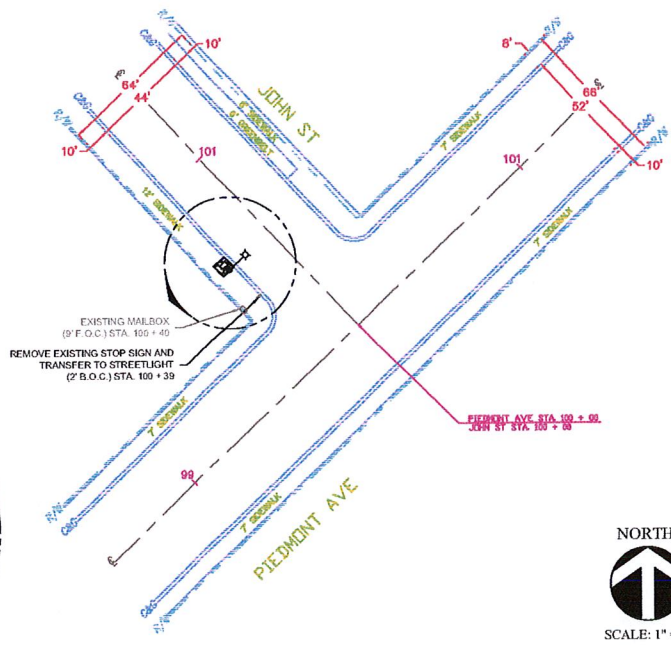 R/W
C&G
10'
64'
44'
10'
℄
C&G
R/W
JOHN ST
6' SIDEWALK
101
12' SIDEWALK
8'
R/W
C&G
66'
52'
10'
℄
C&G
R/W
7' SIDEWALK
101
7' SIDEWALK
EXISTING MAILBOX
(9' F.O.C.) STA. 100 + 40
REMOVE EXISTING STOP SIGN AND
TRANSFER TO STREETLIGHT
(2' B.O.C.) STA. 100 + 39
PIEDMONT AVE STA 100 + 00
JOHN ST STA 100 + 00
7' SIDEWALK
99
7' SIDEWALK
PIEDMONT AVE
R/W
C&G
℄
C&G
R/W
NORTH
SCALE: 1"